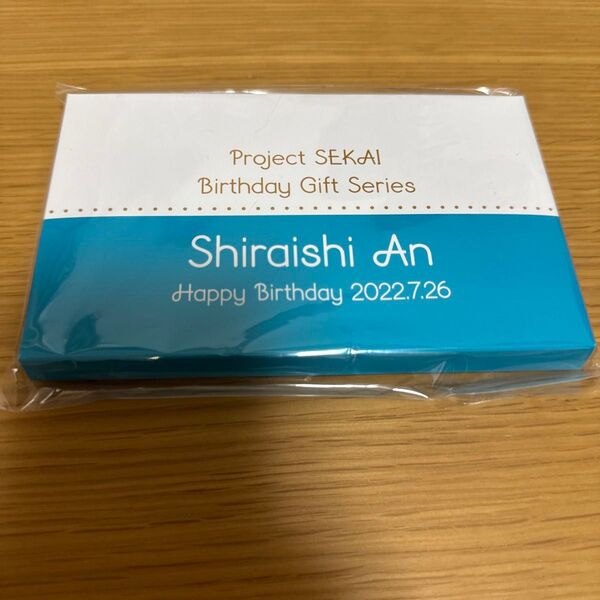 Project SEKAI
Birthday Gift Series
Shiraishi An
Happy Birthday 2022.7.26